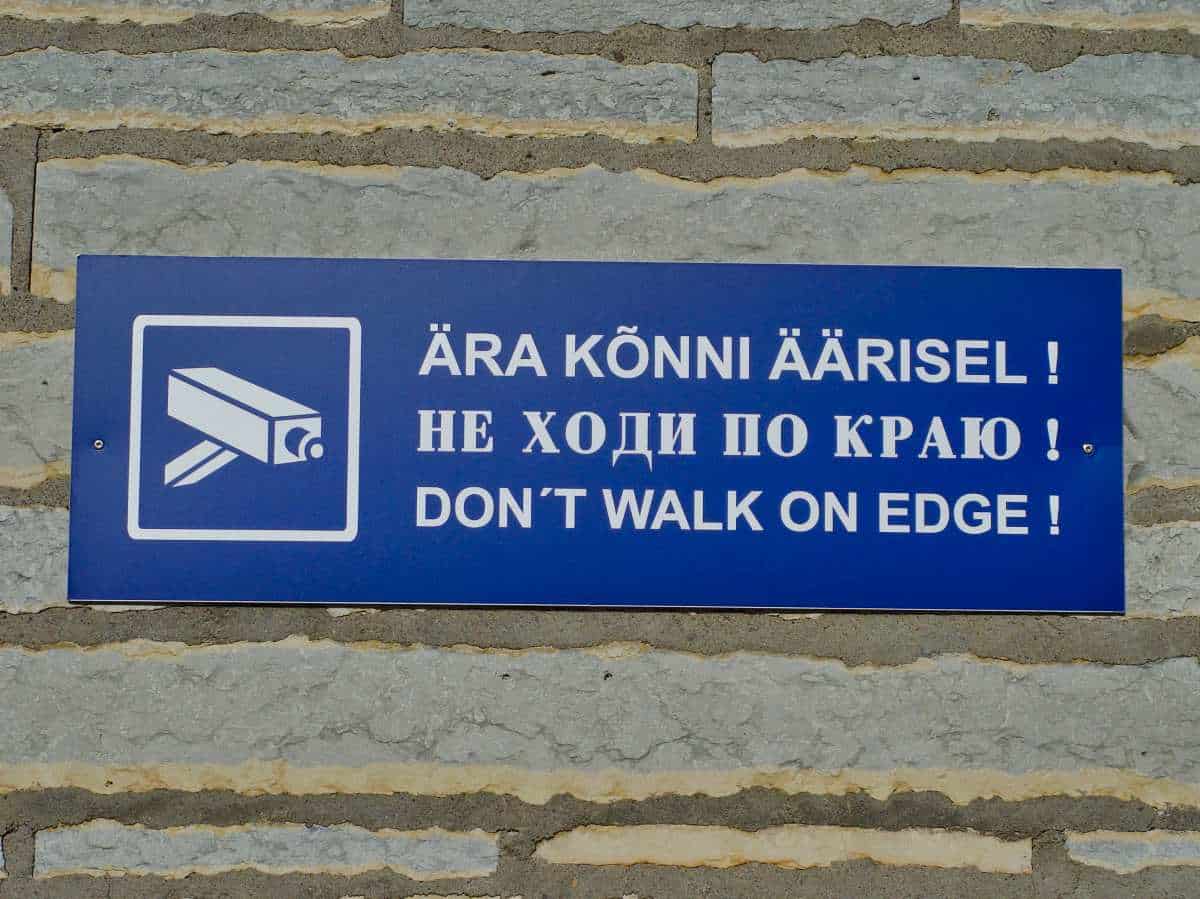 ÄRA KÕNNI ÄÄRISEL !
НЕ ХОДИ ПО КРАЮ !
DON´T WALK ON EDGE !